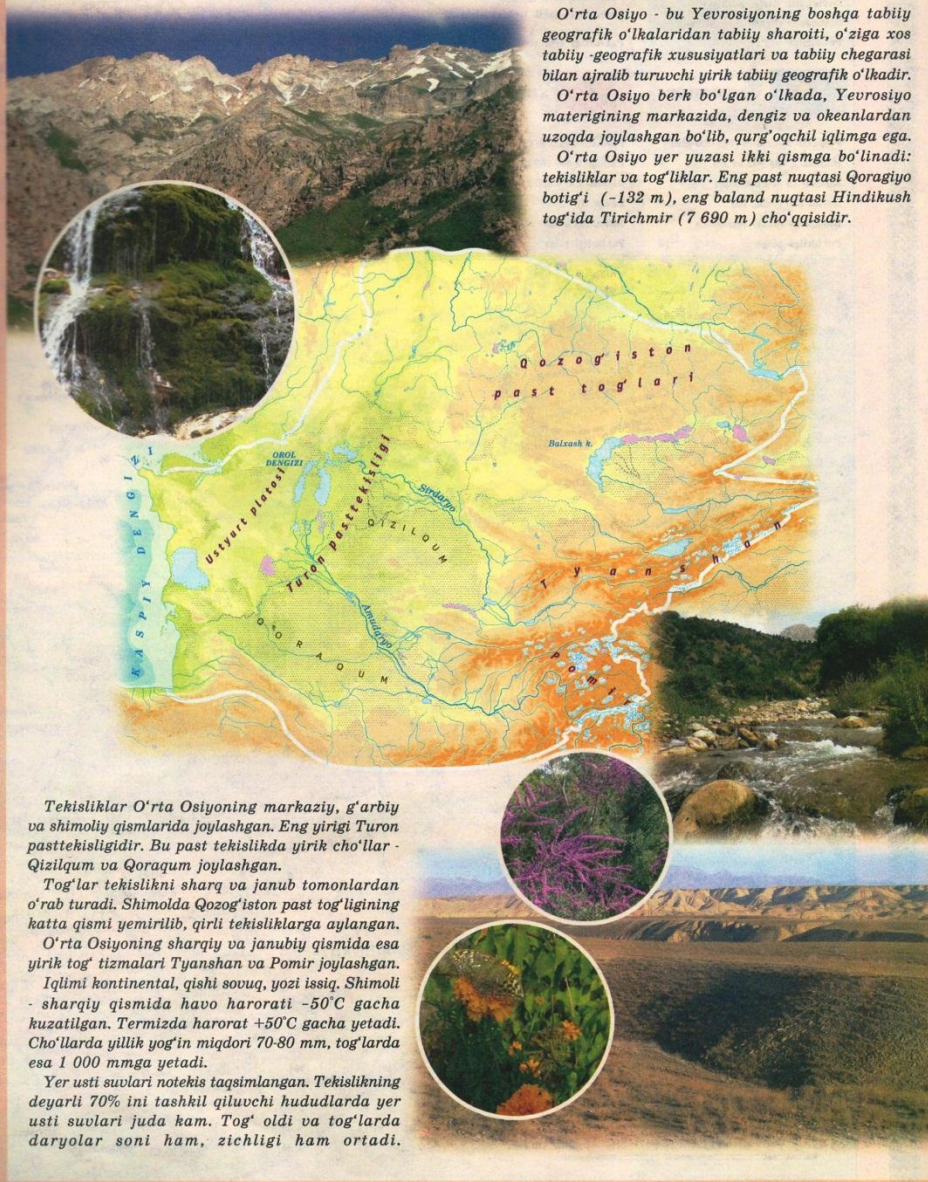 O‘rta Osiyo - bu Yevrosiyoning boshqa tabiiy
geografik o‘lkalaridan tabiiy sharoiti, o‘ziga xos
tabiiy -geografik xususiyatlari va tabiiy chegarasi
bilan ajralib turuvchi yirik tabiiy geografik o‘lkadir.
O‘rta Osiyo berk bo‘lgan o‘lkada, Yevrosiyo
materigining markazida, dengiz va okeanlardan
uzoqda joylashgan bo‘lib, qurg’oqchil iqlimga ega.
O‘rta Osiyo yer yuzasi ikki qismga bo‘linadi:
tekisliklar va tog‘liklar. Eng past nuqtasi Qoragiyo
botig‘i (-132 m), eng baland nuqtasi Hindikush
tog‘ida Tirichmir (7 690 m) cho‘qqisidir.
Qozog‘iston
past tog‘lari
Balxash k.
OROL
DENGIZI
KASPIY DENGIZI
Ustyurt platosi
Turon pasttekisligi
Sirdaryo
QIZILQUM
Tyanshan
Amudaryo
QORAQUM
Pomi
Tekisliklar O‘rta Osiyoning markaziy, g‘arbiy
va shimoliy qismlarida joylashgan. Eng yirigi Turon
pasttekisligidir. Bu past tekislikda yirik cho‘llar -
Qizilqum va Qoraqum joylashgan.
Tog‘lar tekislikni sharq va janub tomonlardan
o‘rab turadi. Shimolda Qozog‘iston past tog‘ligining
katta qismi yemirilib, qirli tekisliklarga aylangan.
O‘rta Osiyoning sharqiy va janubiy qismida esa
yirik tog‘ tizmalari Tyanshan va Pomir joylashgan.
Iqlimi kontinental, qishi sovuq, yozi issiq. Shimoli
- sharqiy qismida havo harorati -50°C gacha
kuzatilgan. Termizda harorat +50°C gacha yetadi.
Cho‘llarda yillik yog‘in miqdori 70-80 mm, tog‘larda
esa 1 000 mmga yetadi.
Yer usti suvlari notekis taqsimlangan. Tekislikning
deyarli 70% ini tashkil qiluvchi hududlarda yer
usti suvlari juda kam. Tog‘ oldi va tog‘larda
daryolar soni ham, zichligi ham ortadi.